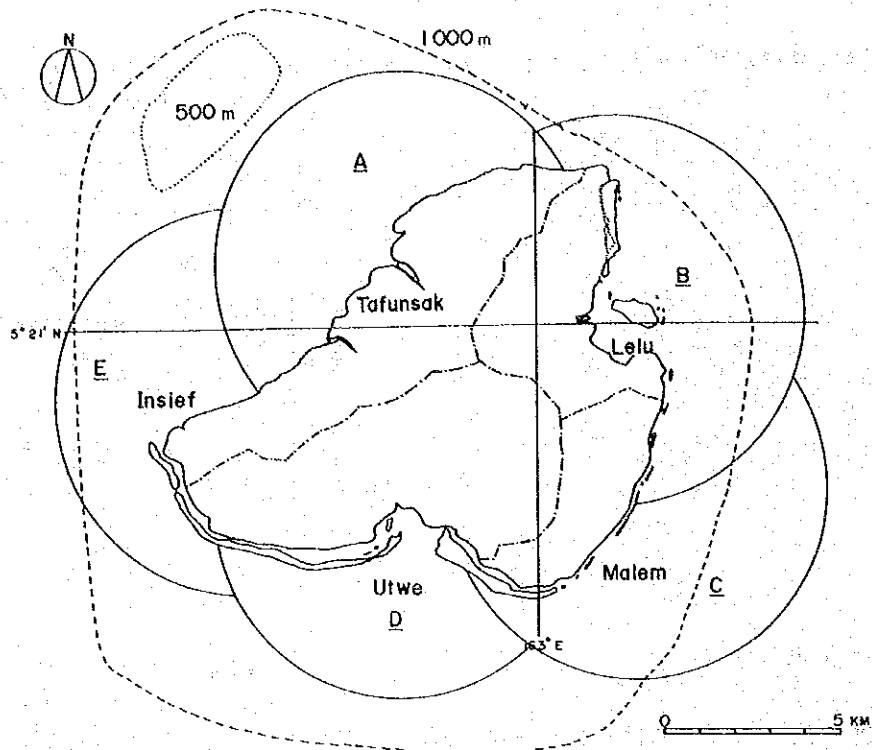 N
1000 m
500 m
A
B
Tafunsak
5° 21' N
Lelu
E
Insief
Malem
C
Utwe
D
163° E
0 5 KM